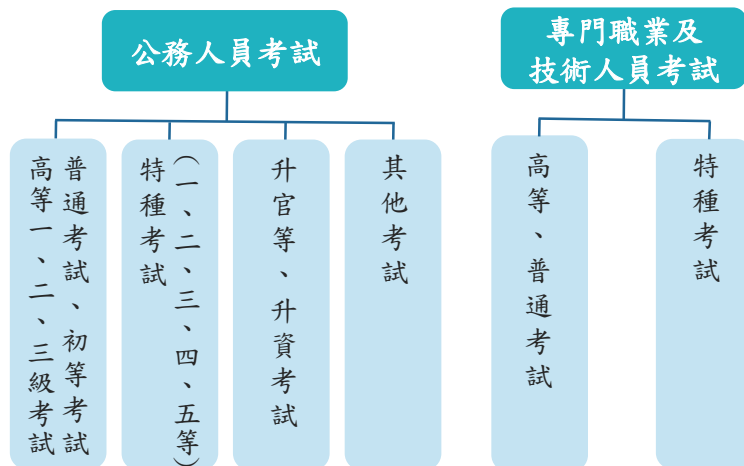 公務人員考試
專門職業及
技術人員考試
高等一、二、三級考試
普通考試、初等考試
特種考試
(一、二、三、四、五等)
升官等、升資考試
其他考試
高等、普通考試
特種考試